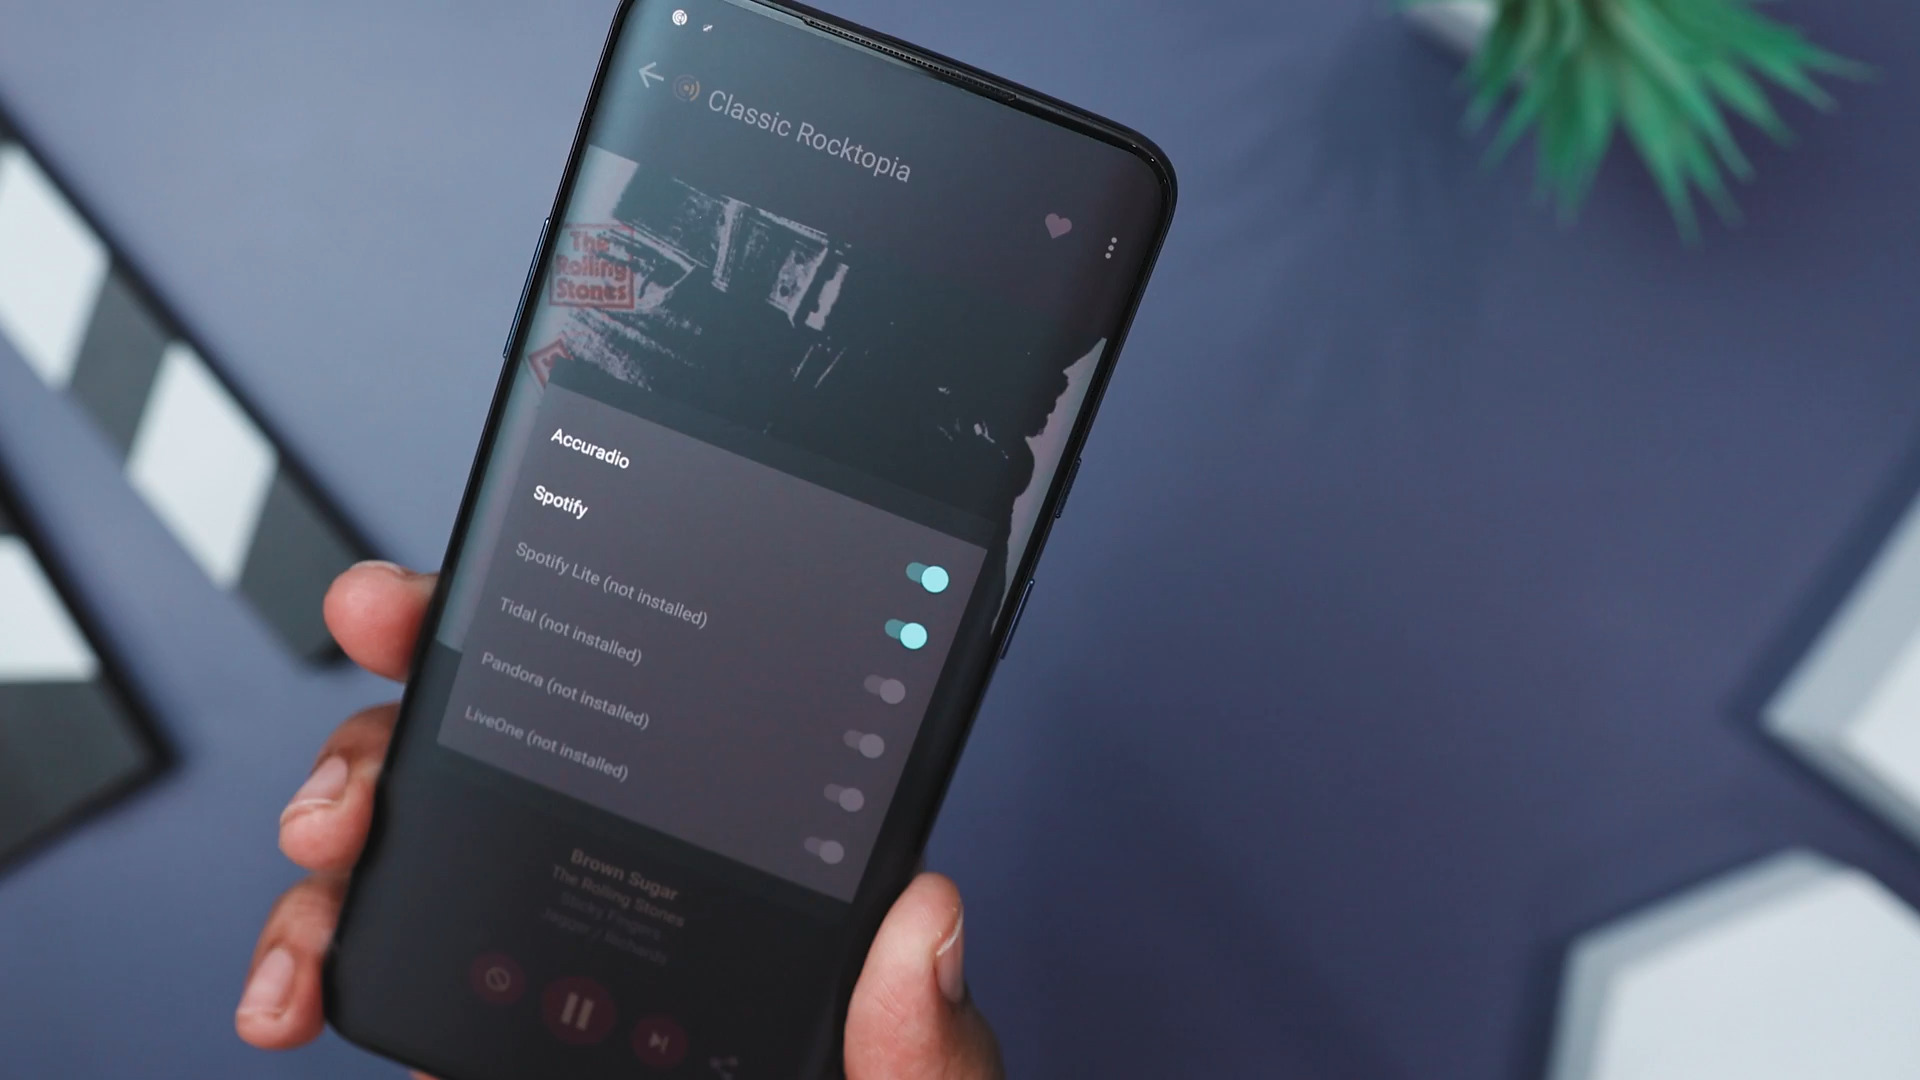 Classic Rocktopia
The
Rolling
Stones
Accuradio
Spotify
Spotify Lite (not installed)
Tidal (not installed)
Pandora (not installed)
LiveOne (not installed)
Brown Sugar
The Rolling Stones
Sticky Fingers
Jagger / Richards